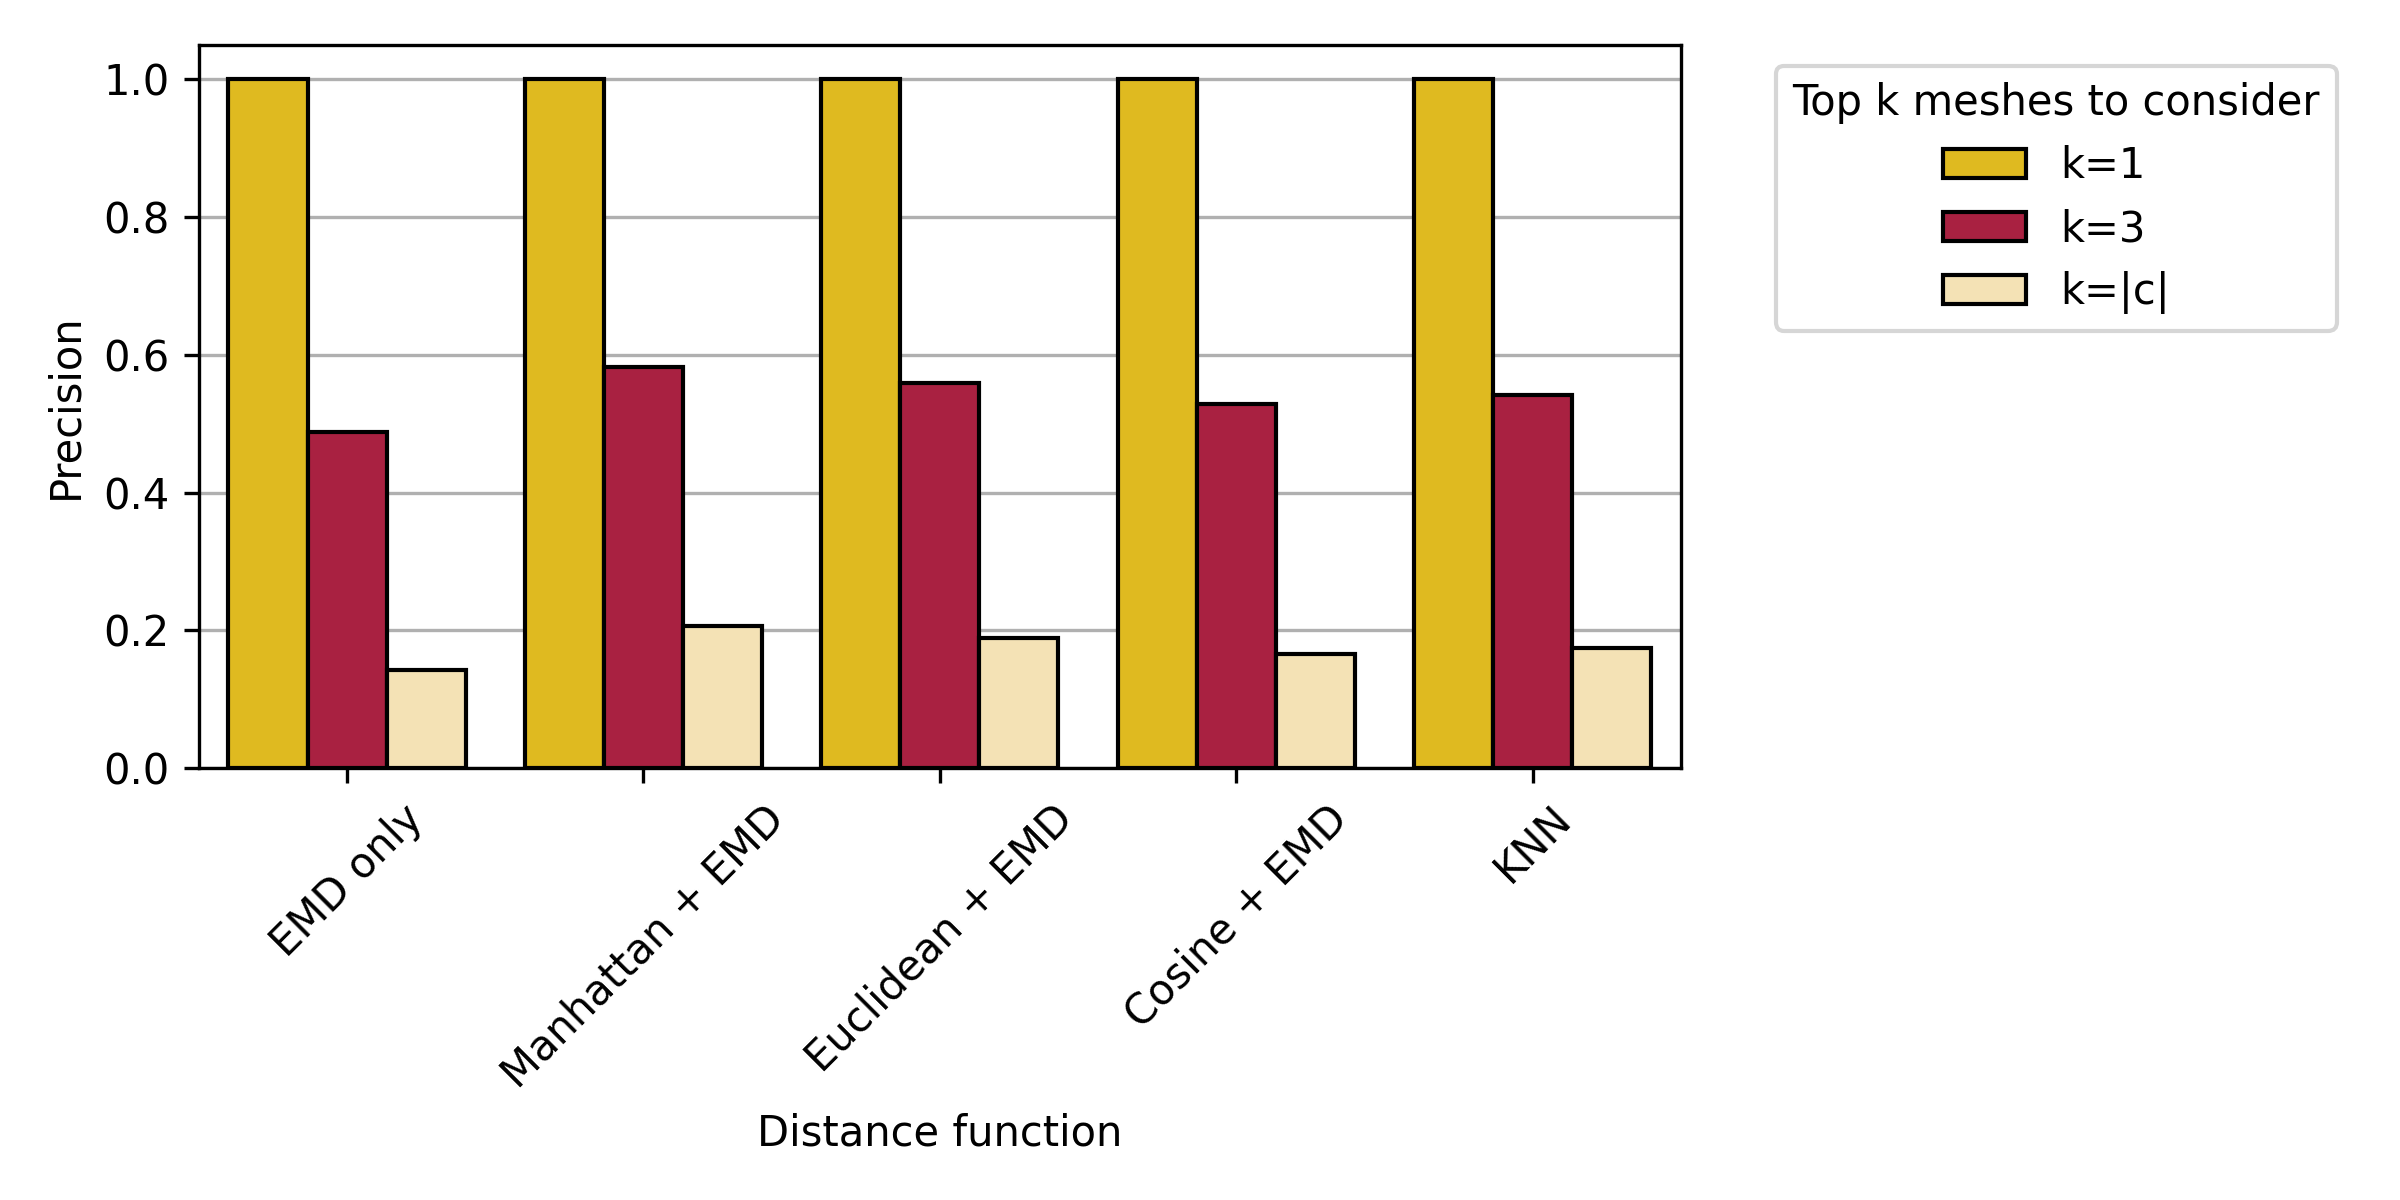 Precision
1.0
0.8
0.6
0.4
0.2
0.0
EMD only
Manhattan + EMD
Euclidean + EMD
Cosine + EMD
KNN
Distance function
Top k meshes to consider
k=1
k=3
k=|c|